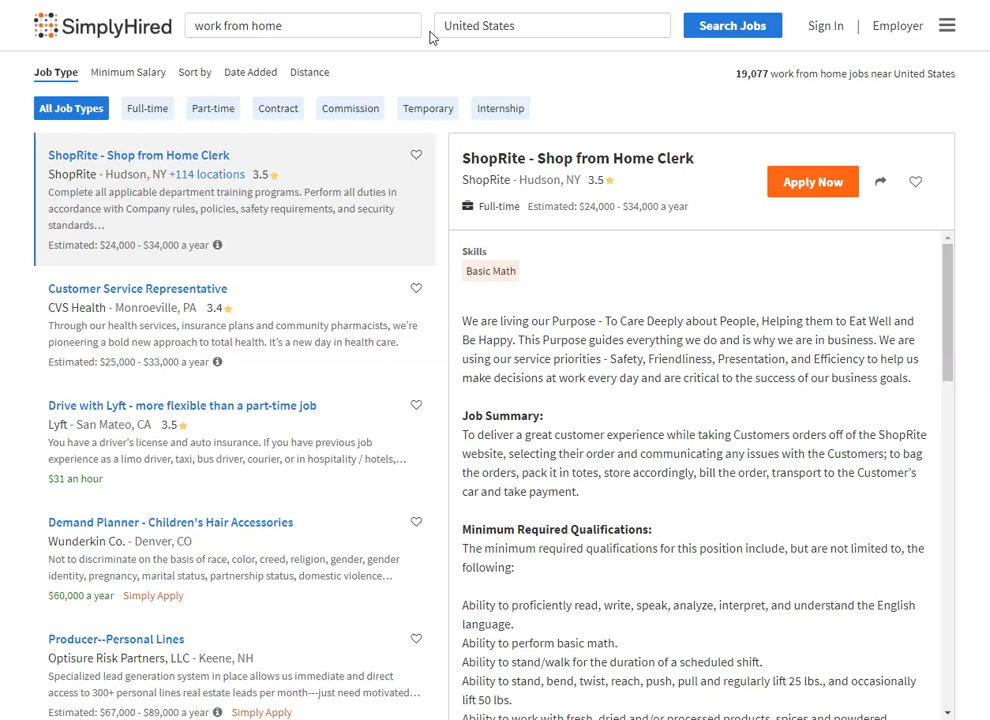 SimplyHired
work from home
United States
Search Jobs
Sign In | Employer
Job Type Minimum Salary Sort by Date Added Distance
19,077 work from home jobs near United States
All Job Types Full-time Part-time Contract Commission Temporary Internship
ShopRite - Shop from Home Clerk
ShopRite - Hudson, NY +114 locations 3.5
Complete all applicable department training programs. Perform all duties in
accordance with Company rules, policies, safety requirements, and security
standards…
Estimated: $24,000 - $34,000 a year
Customer Service Representative
CVS Health - Monroeville, PA 3.4
Through our health services, insurance plans and community pharmacists, we're
pioneering a bold new approach to total health. It's a new day in health care.
Estimated: $25,000 - $33,000 a year
Drive with Lyft - more flexible than a part-time job
Lyft - San Mateo, CA 3.5
You have a driver's license and auto insurance. If you have previous job
experience as a limo driver, taxi, bus driver, courier, or in hospitality / hotels,…
$31 an hour
Demand Planner - Children's Hair Accessories
Wunderkin Co. - Denver, CO
Not to discriminate on the basis of race, color, creed, religion, gender, gender
identity, pregnancy, marital status, partnership status, domestic violence…
$60,000 a year Simply Apply
Producer--Personal Lines
Optisure Risk Partners, LLC - Keene, NH
Specialized lead generation system in place allows us immediate and direct
access to 300+ personal lines real estate leads per month---just need motivated…
Estimated: $67,000 - $89,000 a year Simply Apply
ShopRite - Shop from Home Clerk
ShopRite - Hudson, NY 3.5
Full-time Estimated: $24,000 - $34,000 a year
Apply Now
Skills
Basic Math
We are living our Purpose - To Care Deeply about People, Helping them to Eat Well and
Be Happy. This Purpose guides everything we do and is why we are in business. We are
using our service priorities - Safety, Friendliness, Presentation, and Efficiency to help us
make decisions at work every day and are critical to the success of our business goals.
Job Summary:
To deliver a great customer experience while taking Customers orders off of the ShopRite
website, selecting their order and communicating any issues with the Customers; to bag
the orders, pack it in totes, store accordingly, bill the order, transport to the Customer's
car and take payment.
Minimum Required Qualifications:
The minimum required qualifications for this position include, but are not limited to, the
following:
Ability to proficiently read, write, speak, analyze, interpret, and understand the English
language.
Ability to perform basic math.
Ability to stand/walk for the duration of a scheduled shift.
Ability to stand, bend, twist, reach, push, pull and regularly lift 25 lbs., and occasionally
lift 50 lbs.
Ability to work with fresh, dried and/or processed products, spices and powdered